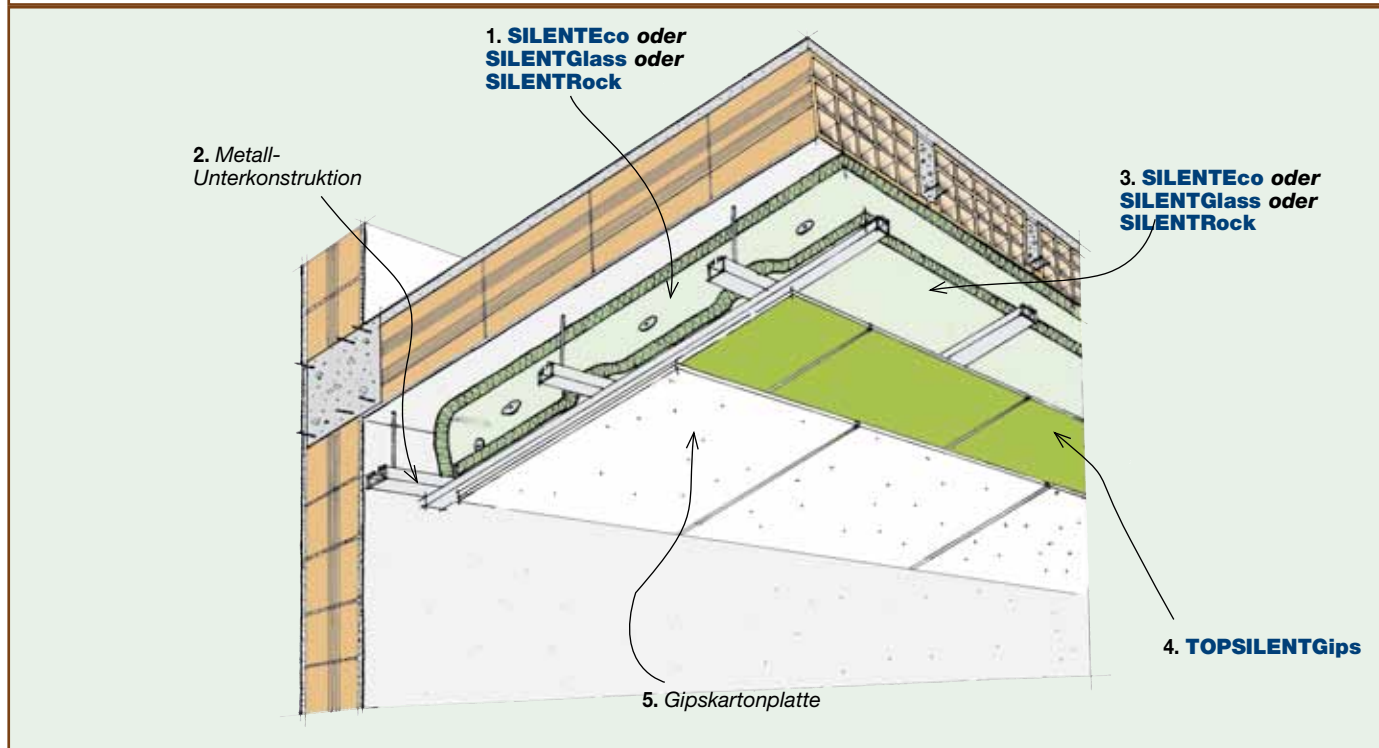 1. SILENTEco oder
SILENTGlass oder
SILENTRock
2. Metall-
Unterkonstruktion
3. SILENTEco oder
SILENTGlass oder
SILENTRock
4. TOPSILENTGips
5. Gipskartonplatte